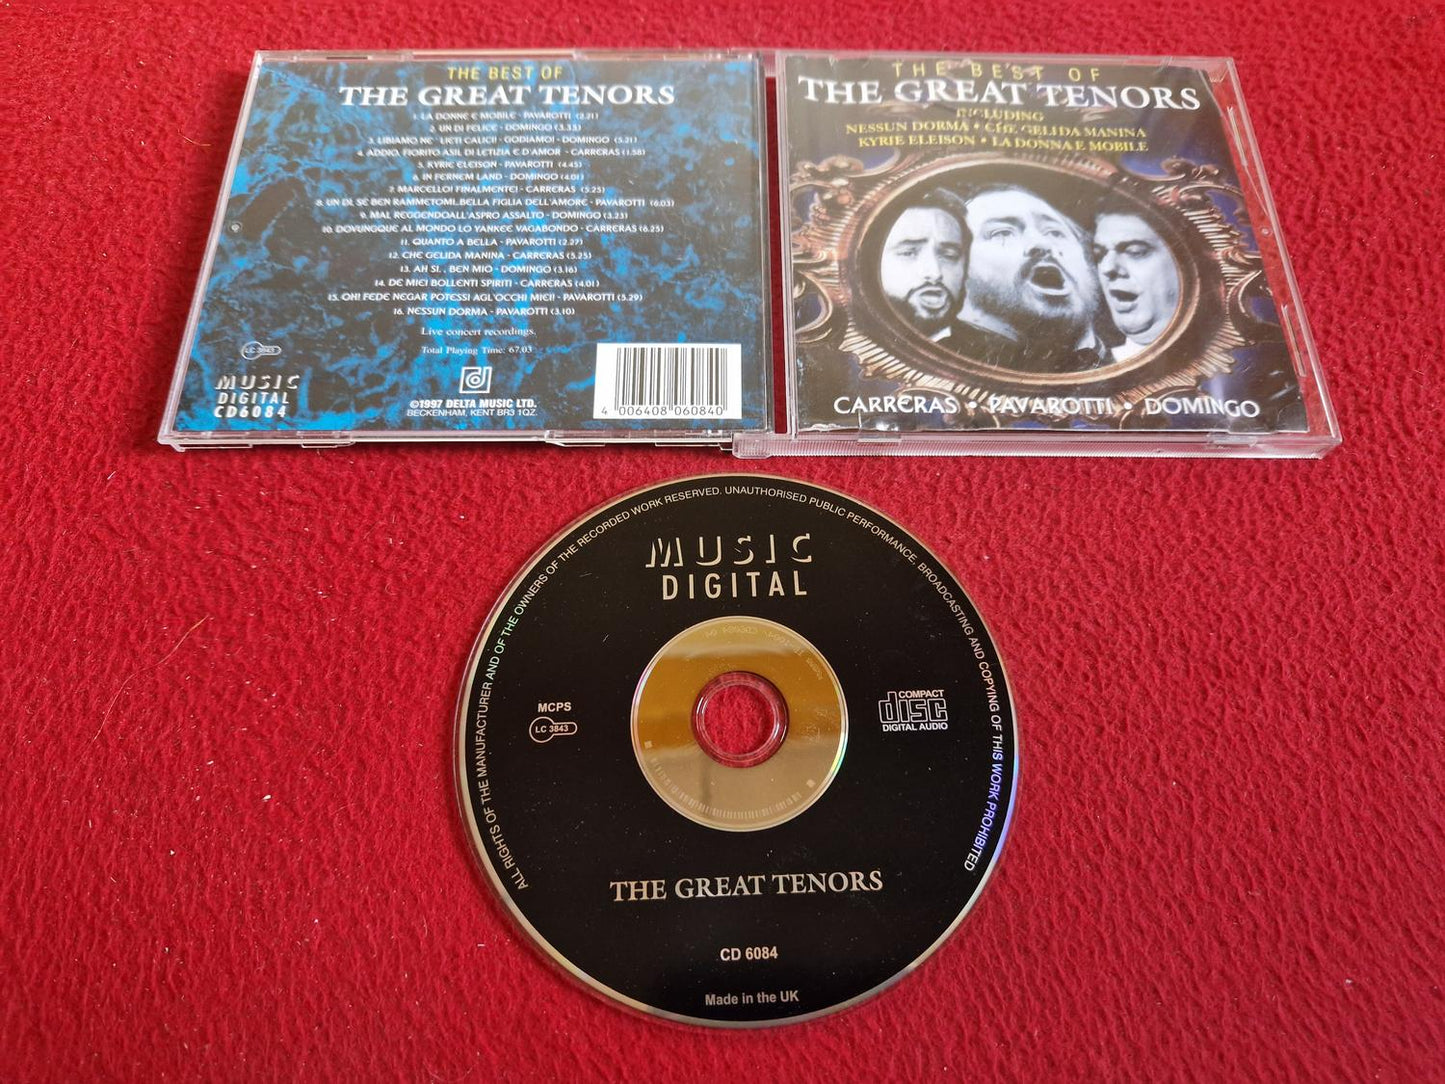 THE BEST OF
THE GREAT TENORS
1. LA DONNE E MOBILE - PAVAROTTI (2.21)
2. UN DI FELICE - DOMINGO (3.35)
3. LIBIAMO NE' LIETI CALICI! - GODIAMO! - DOMINGO (5.21)
4. ADDIO, FIORITO ASIL DI LETIZIA E D'AMOR - CARRERAS (1.58)
5. KYRIE ELEISON - PAVAROTTI (4.45)
6. IN FERNEM LAND - DOMINGO (4.01)
7. MARCELLO! FINALMENTE! - CARRERAS (5.25)
8. UN DI, SE BEN RAMMETOMI..BELLA FIGLIA DELL'AMORE - PAVAROTTI (6.03)
9. MAL REGGENDOALL'ASPRO ASSALTO - DOMINGO (3.23)
10. DOVUNGQUE AL MONDO LO YANKEE VAGABONDO - CARRERAS (6.25)
11. QUANTO A BELLA - PAVAROTTI (2.27)
12. CHE GELIDA MANINA - CARRERAS (5.25)
13. AH SI, , BEN MIO - DOMINGO (3.16)
14. DE MICI BOLLENTI SPIRITI - CARRERAS (4.01)
15. OH! FEDE NEGAR POTESSI AGL'OCCHI MIEI! - PAVAROTTI (5.29)
16. NESSUN DORMA - PAVAROTTI (3.10)
Live concert recordings.
Total Playing Time: 67.03
LC 3843
MUSIC
DIGITAL
CD6084
©1997 DELTA MUSIC LTD.
BECKENHAM, KENT BR3 1QZ.
4 006408 060840
THE BEST OF
THE GREAT TENORS
INCLUDING
NESSUN DORMA • CHE GELIDA MANINA
KYRIE ELEISON • LA DONNA E MOBILE
CARRERAS • PAVAROTTI • DOMINGO
ALL RIGHTS OF THE MANUFACTURER AND OF THE OWNERS OF THE RECORDED WORK RESERVED. UNAUTHORISED PUBLIC PERFORMANCE, BROADCASTING AND COPYING OF THIS WORK PROHIBITED
MUSIC
DIGITAL
MCPS
LC 3843
COMPACT
disc
DIGITAL AUDIO
THE GREAT TENORS
CD 6084
Made in the UK